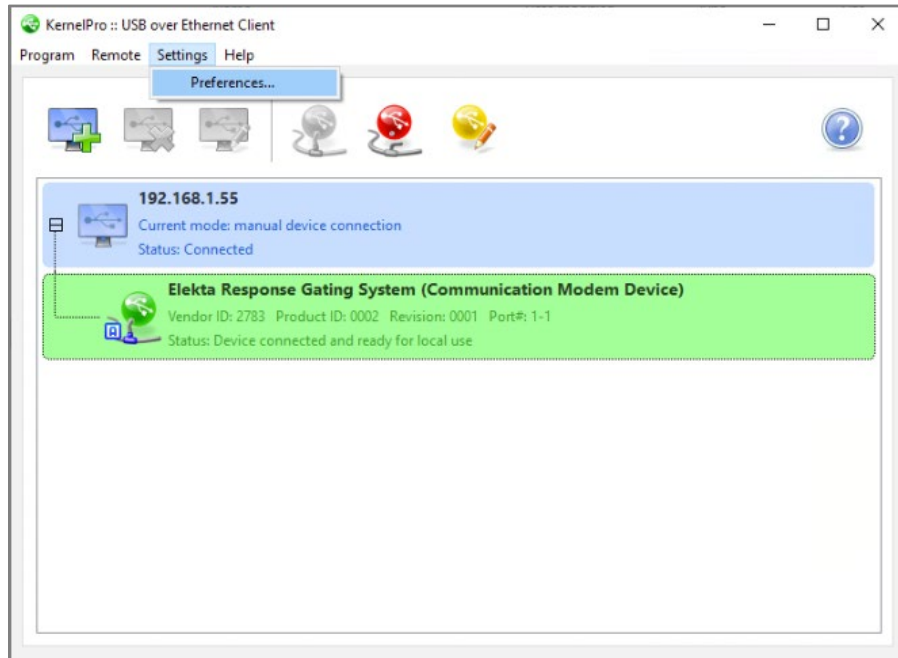 KernelPro :: USB over Ethernet Client
Program Remote Settings Help
Preferences...
192.168.1.55
Current mode: manual device connection
Status: Connected
Elekta Response Gating System (Communication Modem Device)
Vendor ID: 2783 Product ID: 0002 Revision: 0001 Port#: 1-1
Status: Device connected and ready for local use